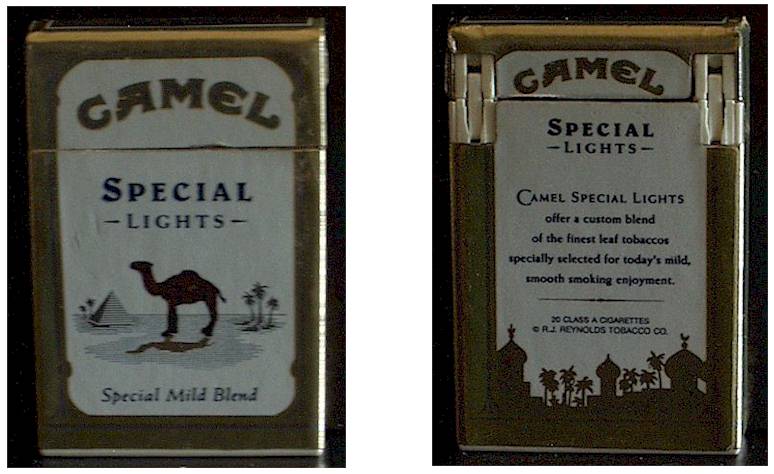 CAMEL
SPECIAL
-LIGHTS-
Special Mild Blend
CAMEL
SPECIAL
-LIGHTS-
CAMEL SPECIAL LIGHTS
offer a custom blend
of the finest leaf tobaccos
specially selected for today's mild,
smooth smoking enjoyment.
20 CLASS A CIGARETTES
© R.J. REYNOLDS TOBACCO CO.